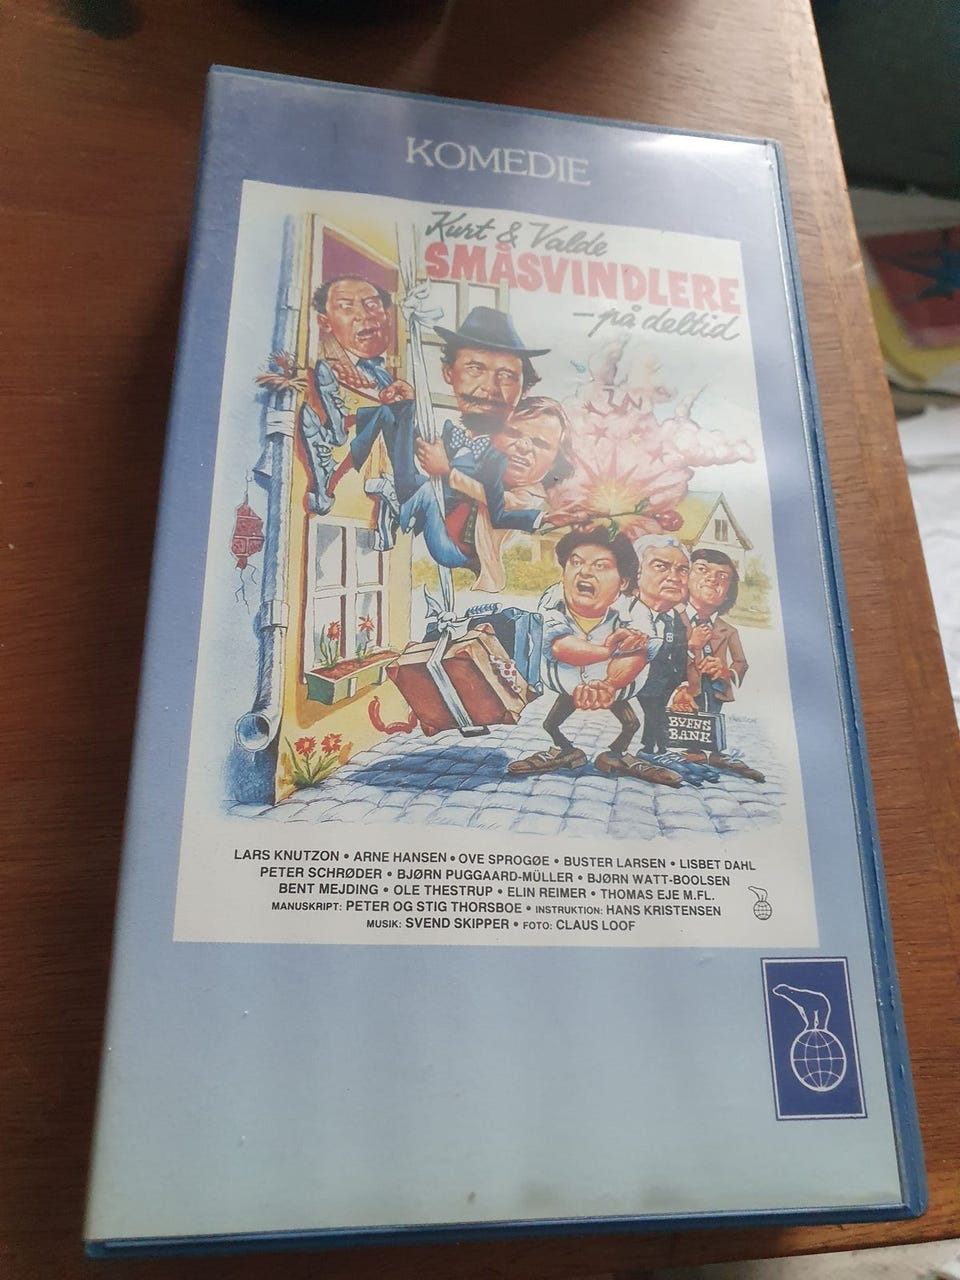 KOMEDIE
Kurt & Valde
SMÅSVINDLERE
– på deltid
BYENS
BANK
LARS KNUTZON • ARNE HANSEN • OVE SPROGØE • BUSTER LARSEN • LISBET DAHL
PETER SCHRØDER • BJØRN PUGGAARD-MÜLLER • BJØRN WATT-BOOLSEN
BENT MEJDING • OLE THESTRUP • ELIN REIMER • THOMAS EJE M.FL.
MANUSKRIPT: PETER OG STIG THORSBOE • INSTRUKTION: HANS KRISTENSEN
MUSIK: SVEND SKIPPER • FOTO: CLAUS LOOF